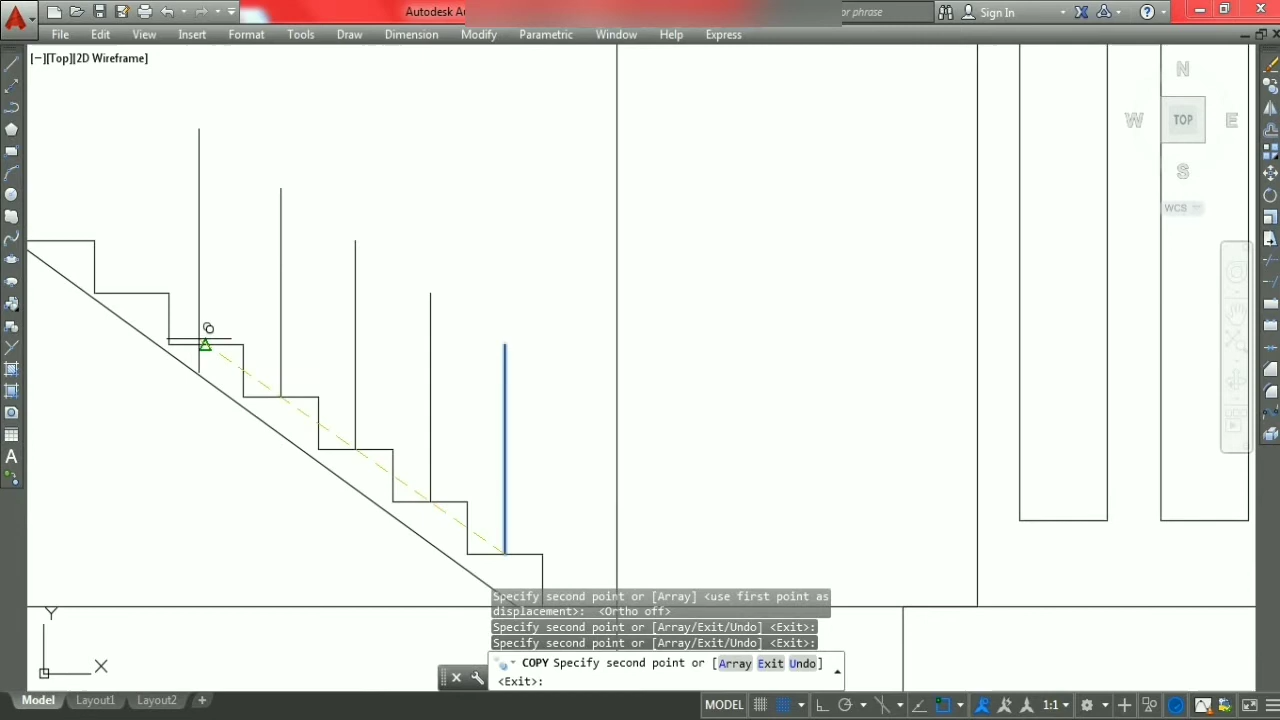 Autodesk Au
or phrase
Sign In
File Edit View Insert Format Tools Draw Dimension Modify Parametric Window Help Express
[−][Top][2D Wireframe]
N
W TOP E
S
WCS
Specify second point or [Array] <use first point as
displacement>: <Ortho off>
Specify second point or [Array/Exit/Undo] <Exit>:
Specify second point or [Array/Exit/Undo] <Exit>:
COPY Specify second point or [Array Exit Undo]
<Exit>:
Y
X
Model Layout1 Layout2 +
MODEL 1:1